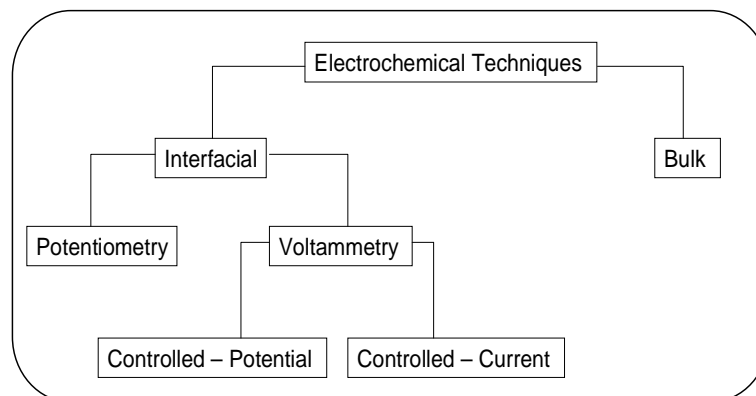 Electrochemical Techniques
Interfacial
Bulk
Potentiometry
Voltammetry
Controlled – Potential
Controlled – Current